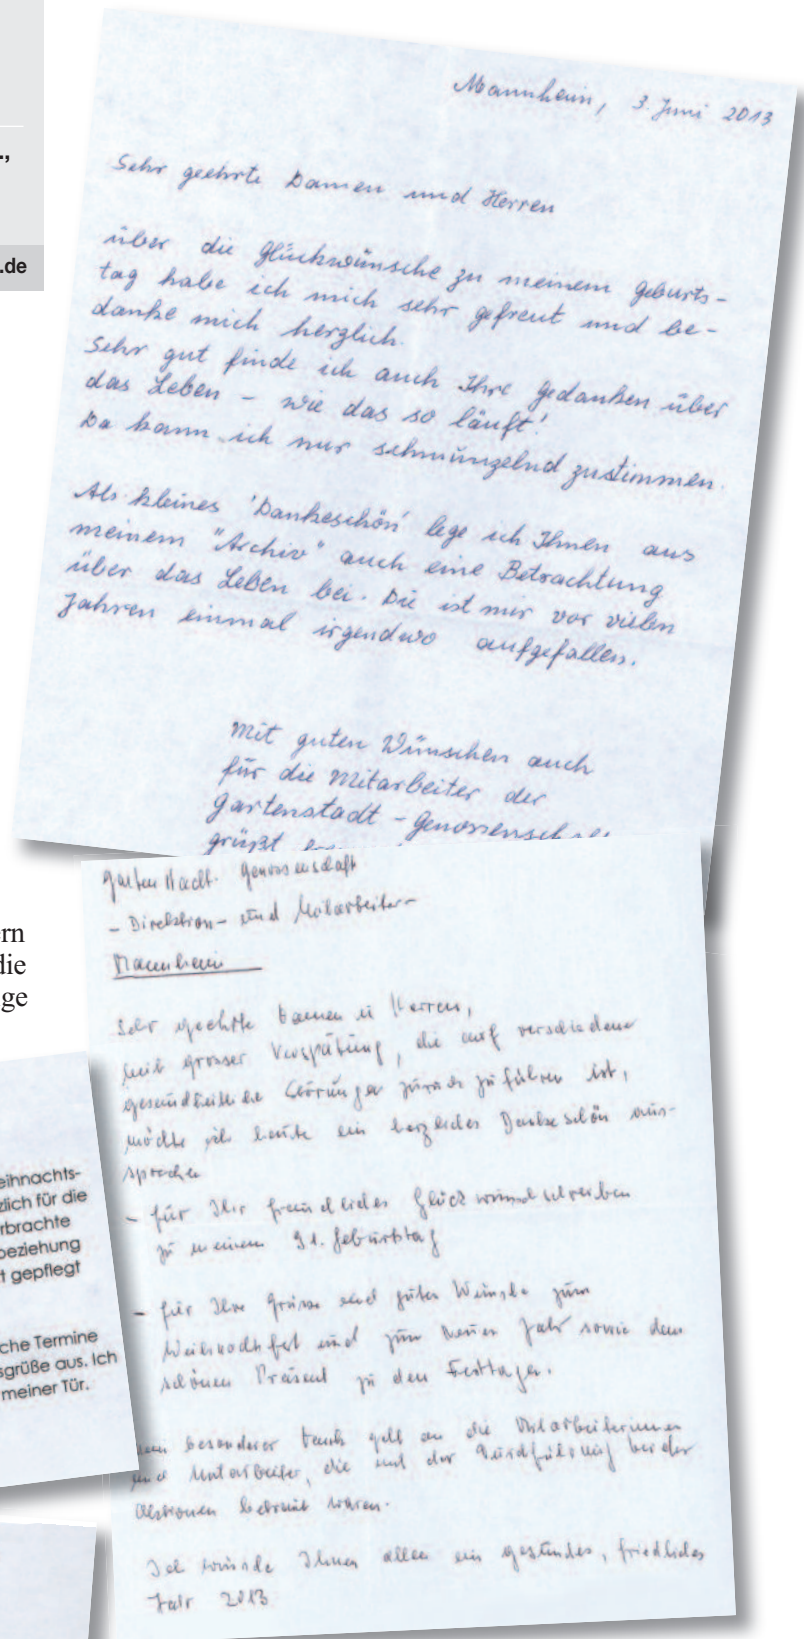 .,
.de
Mannheim, 3. Juni 2013
Sehr geehrte Damen und Herren
über die Glückwünsche zu meinem Geburts-
tag habe ich mich sehr gefreut und be-
danke mich herzlich.
Sehr gut finde ich auch Ihre Gedanken über
das Leben – wie das so läuft!
Da kann ich nur schmunzelnd zustimmen.
Als kleines 'Dankeschön' lege ich Ihnen aus
meinem "Archiv" auch eine Betrachtung
über das Leben bei. Die ist mir vor vielen
Jahren einmal irgendwo aufgefallen.
Mit guten Wünschen auch
für die Mitarbeiter der
Gartenstadt-Genossenschaft
grüßt
ern
die
ge
Gartenstadt. Genossenschaft
- Direktion - und Mitarbeiter -
Mannheim
Sehr geehrte Damen u Herren,
mit grosser Verspätung, die auf verschiedene
gesundheitliche Störungen zurück zu führen ist,
möchte ich heute ein herzliches Dankeschön aus-
sprechen
- für Ihr freundliches Glückwunschschreiben
zu meinem 91. Geburtstag
- für Ihre Grüsse und guten Wünsche zum
Weihnachtsfest und zum Neuen Jahr sowie dem
schönen Präsent zu den Festtagen.
besonderer Dank gilt an die Mitarbeiterinnen
und Mitarbeiter, die mit der Durchführung beider
Aktionen betraut waren.
Ich wünsche Ihnen allen ein gesundes, friedliches
Jahr 2013
eihnachts-
zlich für die
rbrachte
beziehung
t gepflegt
che Termine
sgrüße aus. Ich
meiner Tür.